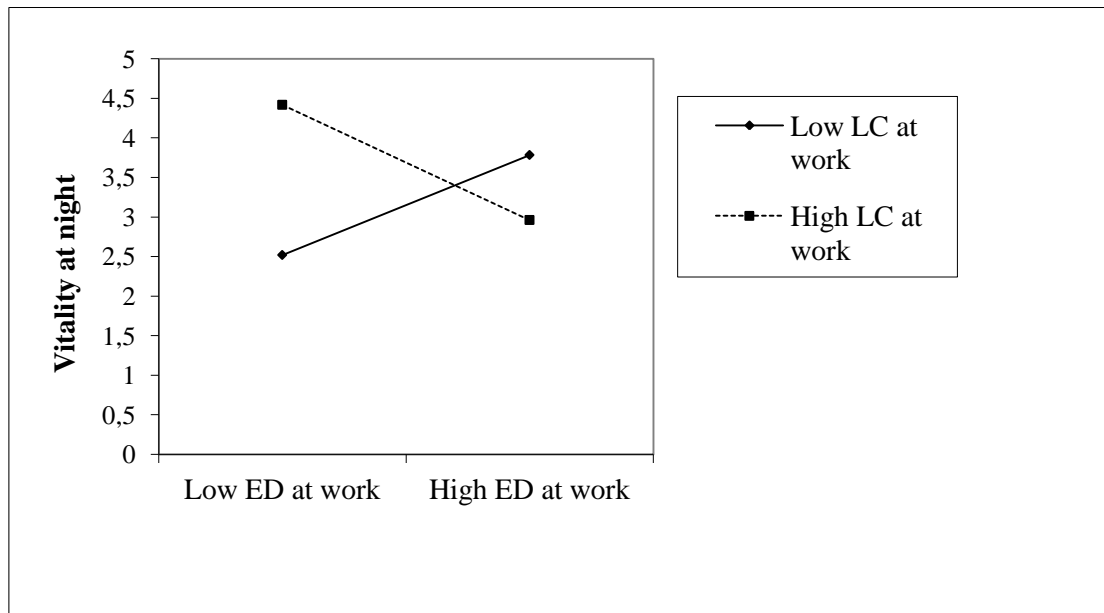 5
4,5
4
3,5
3
2,5
2
1,5
1
0,5
0
Vitality at night
Low ED at work
High ED at work
Low LC at
work
High LC at
work